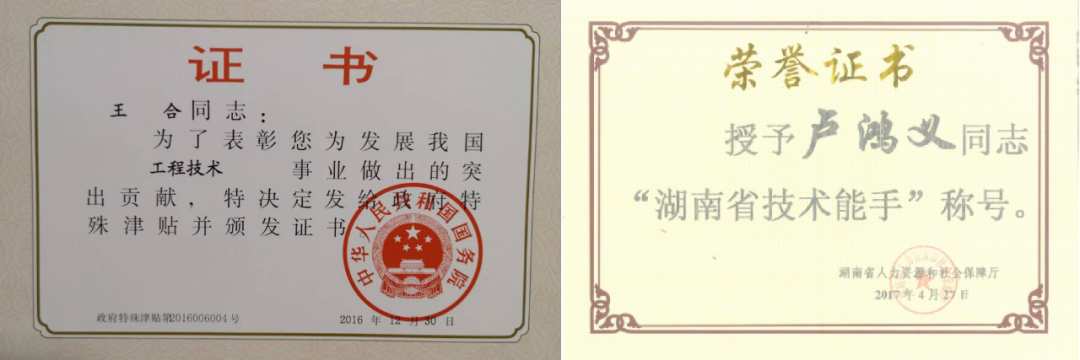 证 书
王 合同志：
为了表彰您为发展我国
工程技术 事业做出的突
出贡献，特决定发给政府特
殊津贴并颁发证书。
中华人民共和国国务院
政府特殊津贴第2016006004号
2016 年 12 月 30 日
荣誉证书
授予卢鸿义同志
“湖南省技术能手”称号。
湖南省人力资源和社会保障厅
2017年4月27日